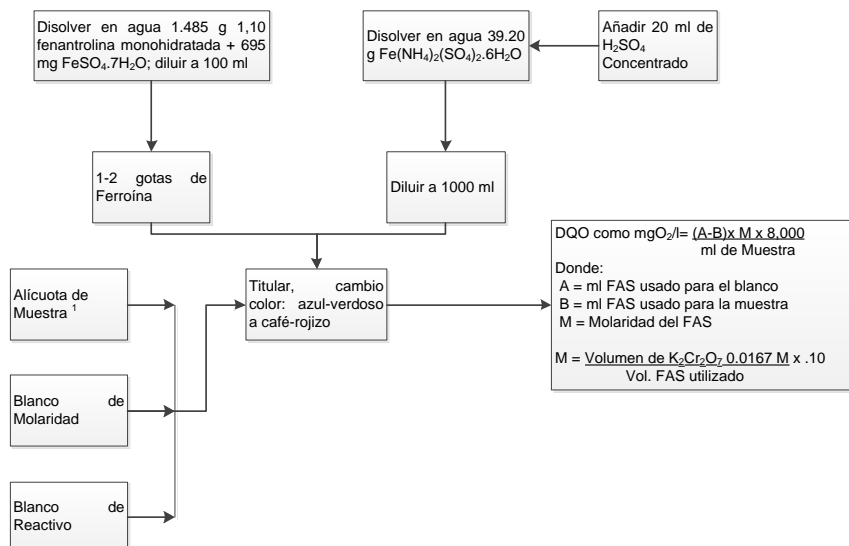 Disolver en agua 1.485 g 1,10
fenantrolina monohidratada + 695
mg FeSO₄.7H₂O; diluir a 100 ml
Disolver en agua 39.20
g Fe(NH₄)₂(SO₄)₂.6H₂O
Añadir 20 ml de
H₂SO₄
Concentrado
1-2 gotas de
Ferroína
Diluir a 1000 ml
Alícuota de
Muestra ¹
Blanco de
Molaridad
Blanco de
Reactivo
Titular, cambio
color: azul-verdoso
a café-rojizo
DQO como mgO₂/l= (A-B)x M x 8,000
ml de Muestra
Donde:
A = ml FAS usado para el blanco
B = ml FAS usado para la muestra
M = Molaridad del FAS
M = Volumen de K₂Cr₂O₇ 0.0167 M x .10
Vol. FAS utilizado